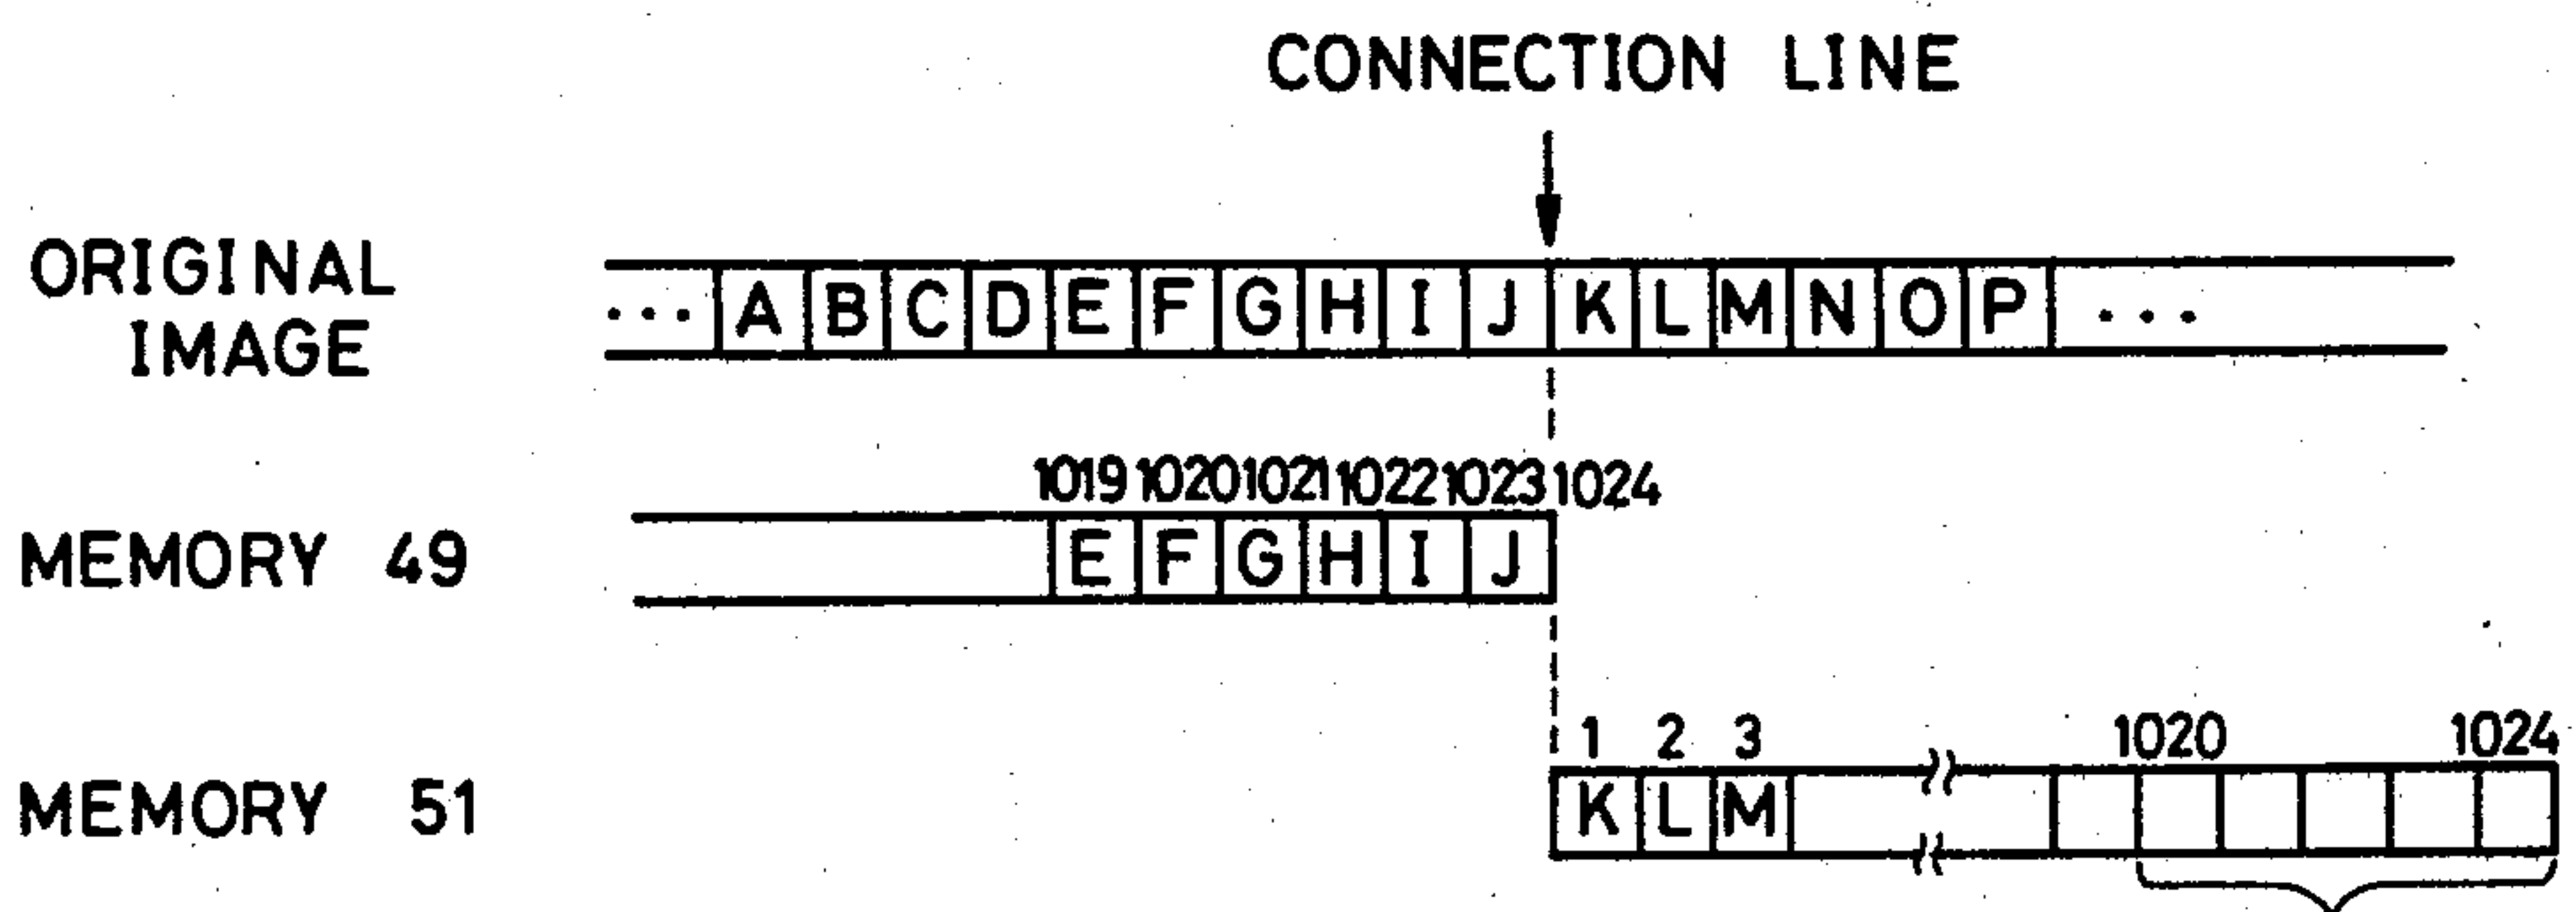 CONNECTION LINE
ORIGINAL
IMAGE
... A B C D E F G H I J K L M N O P ...
1019 1020 1021 1022 1023 1024
MEMORY 49
E F G H I J
1 2 3 1020 1024
MEMORY 51
K L M